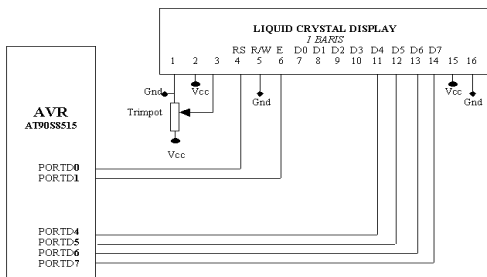 LIQUID CRYSTAL DISPLAY
1 BARIS
RS R/W E D0 D1 D2 D3 D4 D5 D6 D7
1 2 3 4 5 6 7 8 9 10 11 12 13 14 15 16
Gnd Vcc Gnd Vcc Gnd
Trimpot
Vcc
AVR
AT90S8515
PORTD0
PORTD1
PORTD4
PORTD5
PORTD6
PORTD7